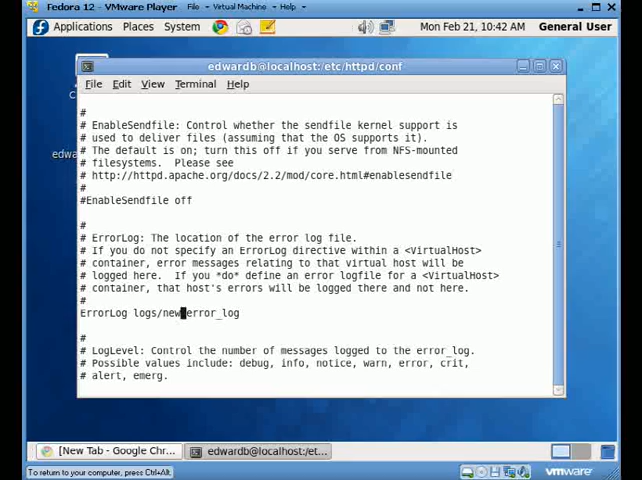 Fedora 12 - VMware Player File Virtual Machine Help
Applications Places System Mon Feb 21, 10:42 AM General User
edwardb@localhost:/etc/httpd/conf
File Edit View Terminal Help
#
# EnableSendfile: Control whether the sendfile kernel support is
# used to deliver files (assuming that the OS supports it).
# The default is on; turn this off if you serve from NFS-mounted
# filesystems. Please see
# http://httpd.apache.org/docs/2.2/mod/core.html#enablesendfile
#
#EnableSendfile off
#
# ErrorLog: The location of the error log file.
# If you do not specify an ErrorLog directive within a <VirtualHost>
# container, error messages relating to that virtual host will be
# logged here. If you *do* define an error logfile for a <VirtualHost>
# container, that host's errors will be logged there and not here.
#
ErrorLog logs/new error_log
#
# LogLevel: Control the number of messages logged to the error_log.
# Possible values include: debug, info, notice, warn, error, crit,
# alert, emerg.
[New Tab - Google Chr... edwardb@localhost:/et...
To return to your computer, press Ctrl+Alt. vmware